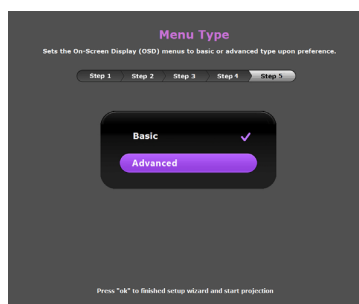 Menu Type
Sets the On-Screen Display (OSD) menus to basic or advanced type upon preference.
Step 1 Step 2 Step 3 Step 4 Step 5
Basic
Advanced
Press "ok" to finished setup wizard and start projection